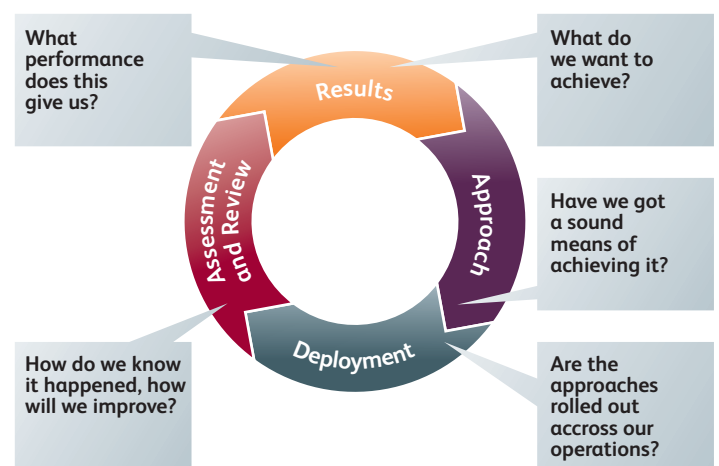 What
performance
does this
give us?
What do
we want to
achieve?
Results
Approach
Have we got
a sound
means of
achieving it?
Assessment
and Review
Deployment
How do we know
it happened, how
will we improve?
Are the
approaches
rolled out
accross our
operations?